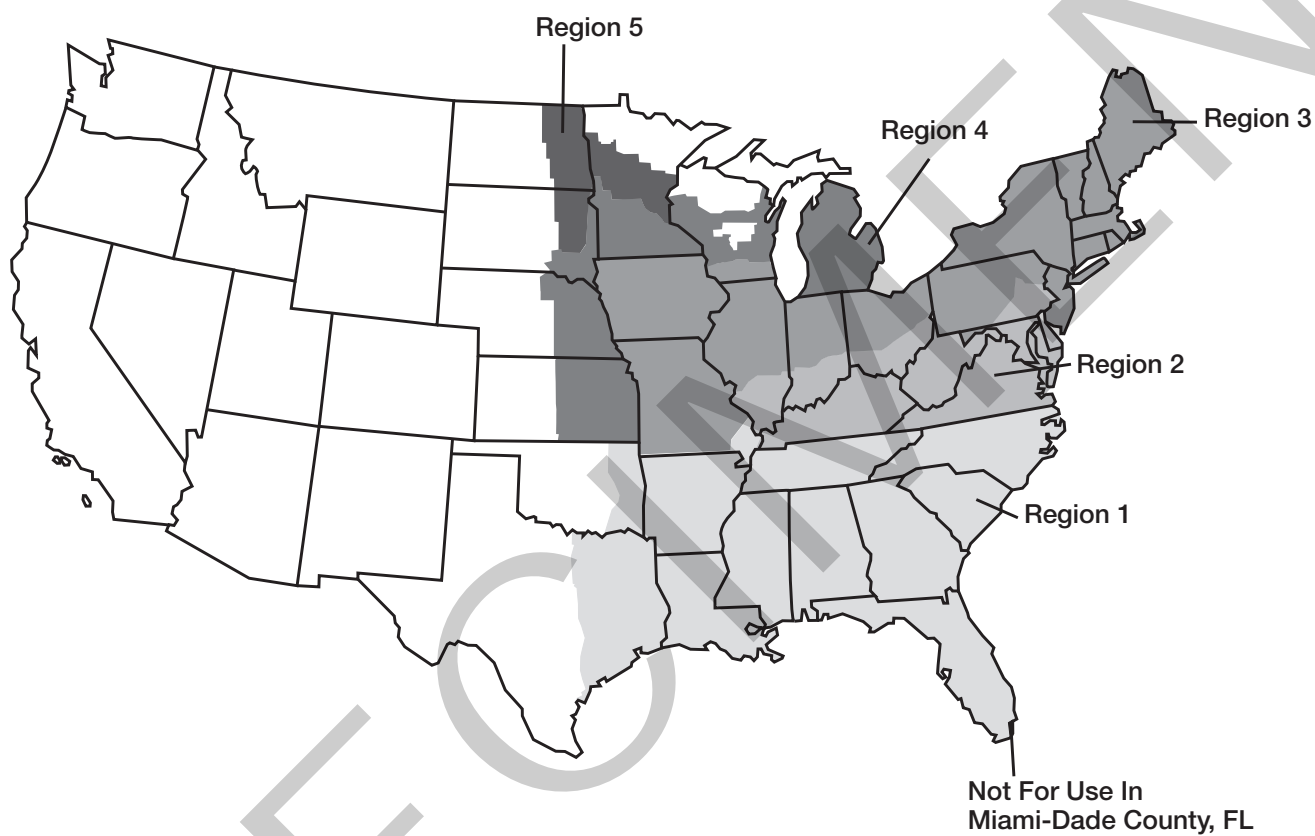 Region 5
Region 4
Region 3
Region 2
Region 1
Not For Use In
Miami-Dade County, FL